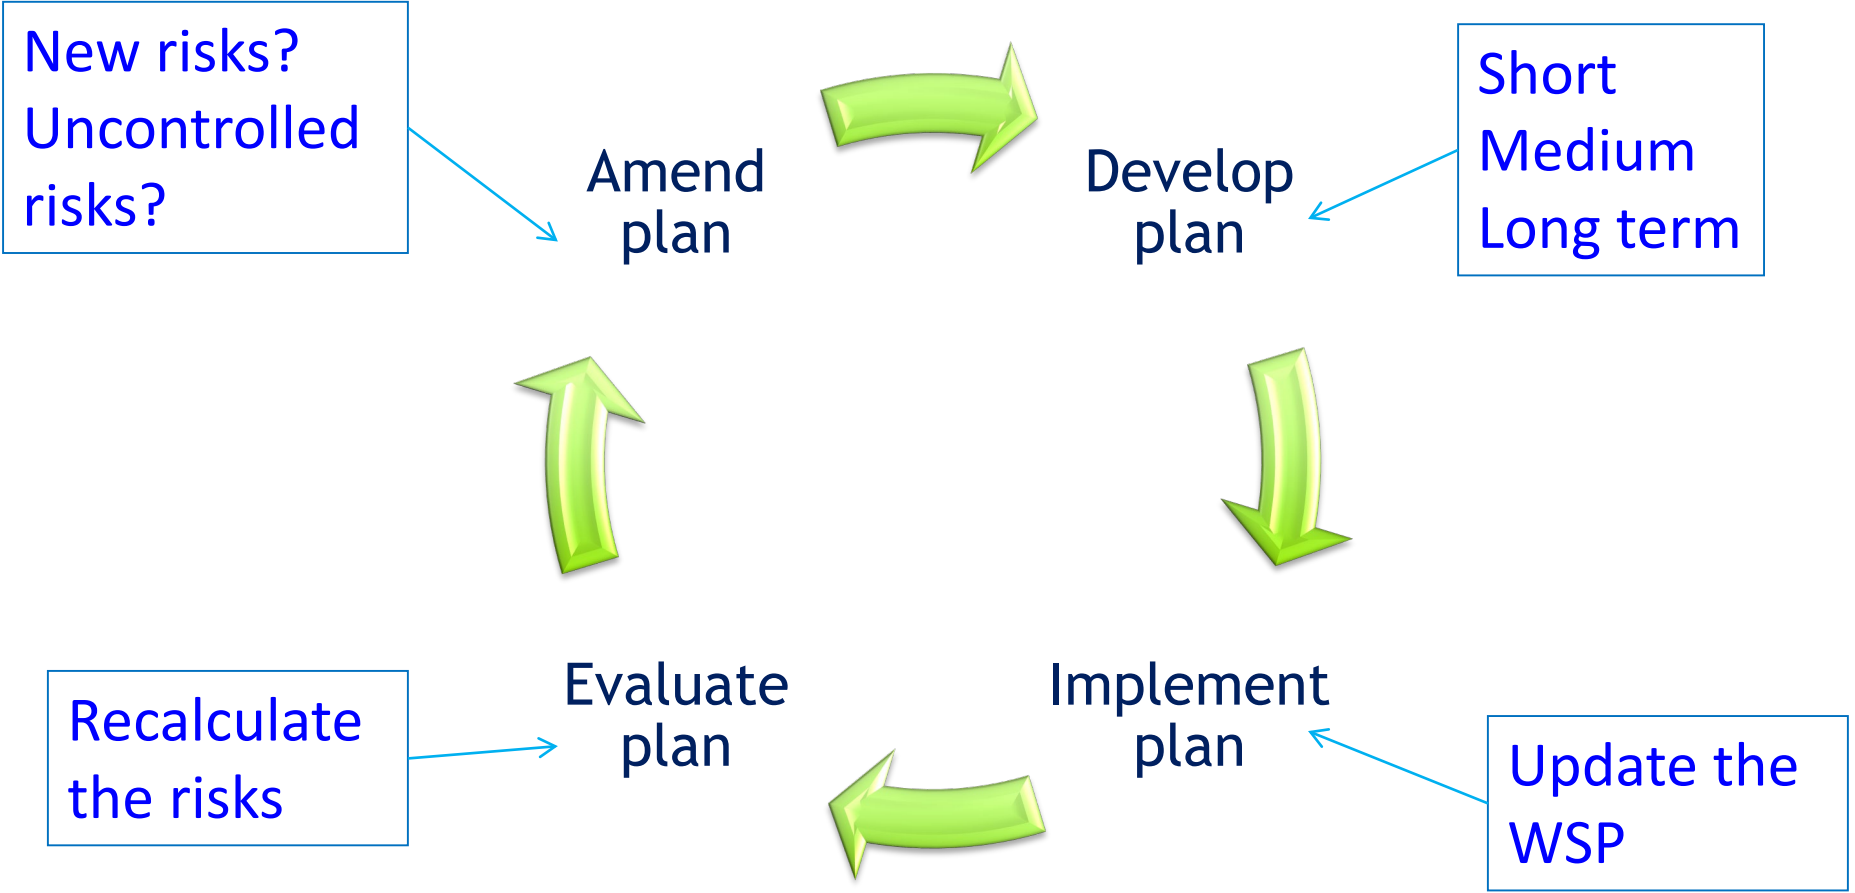 New risks?
Uncontrolled
risks?
Amend
plan
Develop
plan
Short
Medium
Long term
Recalculate
the risks
Evaluate
plan
Implement
plan
Update the
WSP